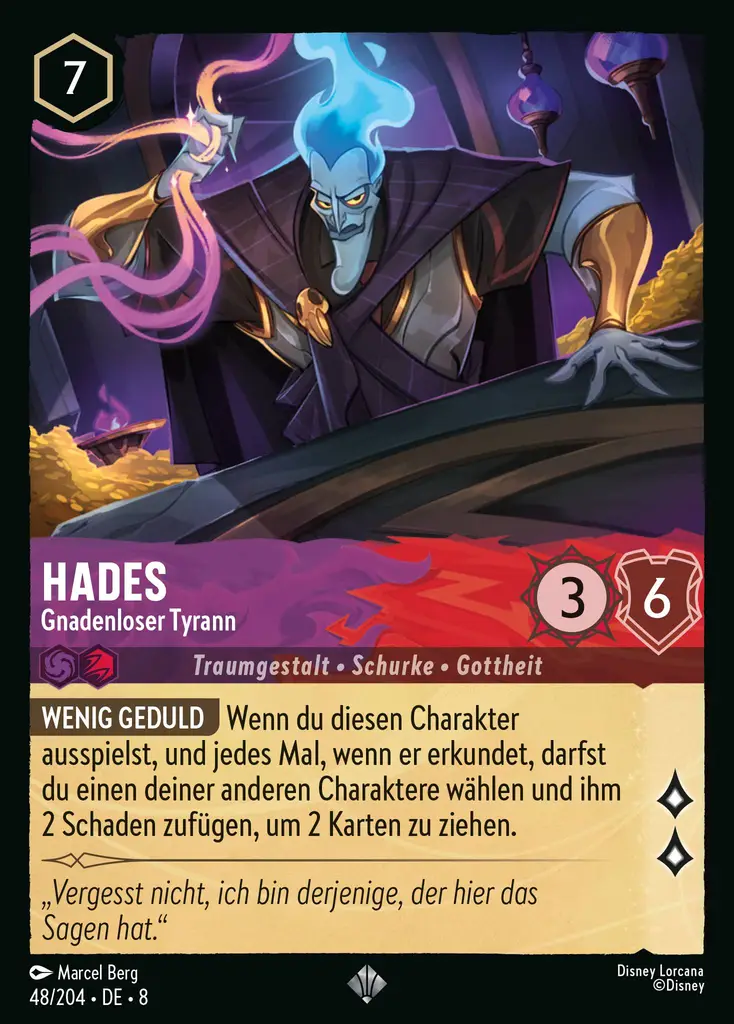 7
HADES
Gnadenloser Tyrann
3
6
Traumgestalt • Schurke • Gottheit
WENIG GEDULD Wenn du diesen Charakter
ausspielst, und jedes Mal, wenn er erkundet, darfst
du einen deiner anderen Charaktere wählen und ihm
2 Schaden zufügen, um 2 Karten zu ziehen.
„Vergesst nicht, ich bin derjenige, der hier das
Sagen hat.“
Marcel Berg
48/204 • DE • 8
Disney Lorcana
©Disney